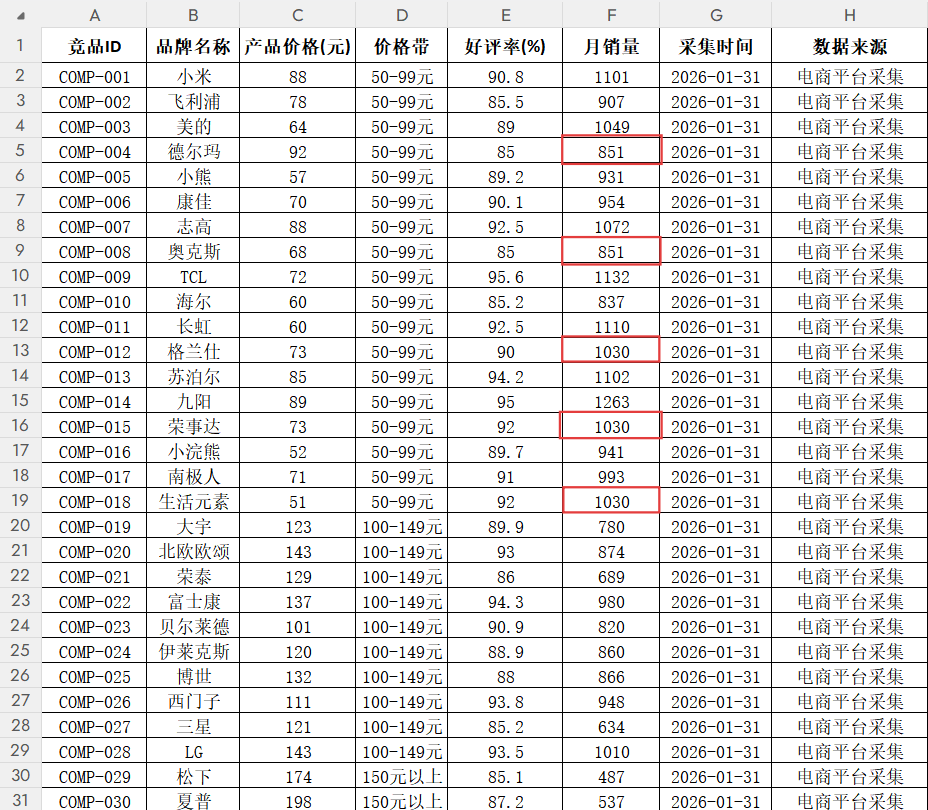 A B C D E F G H
1 竞品ID 品牌名称 产品价格(元) 价格带 好评率(%) 月销量 采集时间 数据来源
2 COMP-001 小米 88 50-99元 90.8 1101 2026-01-31 电商平台采集
3 COMP-002 飞利浦 78 50-99元 85.5 907 2026-01-31 电商平台采集
4 COMP-003 美的 64 50-99元 89 1049 2026-01-31 电商平台采集
5 COMP-004 德尔玛 92 50-99元 85 851 2026-01-31 电商平台采集
6 COMP-005 小熊 57 50-99元 89.2 931 2026-01-31 电商平台采集
7 COMP-006 康佳 70 50-99元 90.1 954 2026-01-31 电商平台采集
8 COMP-007 志高 88 50-99元 92.5 1072 2026-01-31 电商平台采集
9 COMP-008 奥克斯 68 50-99元 85 851 2026-01-31 电商平台采集
10 COMP-009 TCL 72 50-99元 95.6 1132 2026-01-31 电商平台采集
11 COMP-010 海尔 60 50-99元 85.2 837 2026-01-31 电商平台采集
12 COMP-011 长虹 60 50-99元 92.5 1110 2026-01-31 电商平台采集
13 COMP-012 格兰仕 73 50-99元 90 1030 2026-01-31 电商平台采集
14 COMP-013 苏泊尔 85 50-99元 94.2 1102 2026-01-31 电商平台采集
15 COMP-014 九阳 89 50-99元 95 1263 2026-01-31 电商平台采集
16 COMP-015 荣事达 73 50-99元 92 1030 2026-01-31 电商平台采集
17 COMP-016 小浣熊 52 50-99元 89.7 941 2026-01-31 电商平台采集
18 COMP-017 南极人 71 50-99元 91 993 2026-01-31 电商平台采集
19 COMP-018 生活元素 51 50-99元 92 1030 2026-01-31 电商平台采集
20 COMP-019 大宇 123 100-149元 89.9 780 2026-01-31 电商平台采集
21 COMP-020 北欧欧颂 143 100-149元 93 874 2026-01-31 电商平台采集
22 COMP-021 荣泰 129 100-149元 86 689 2026-01-31 电商平台采集
23 COMP-022 富士康 137 100-149元 94.3 980 2026-01-31 电商平台采集
24 COMP-023 贝尔莱德 101 100-149元 90.9 820 2026-01-31 电商平台采集
25 COMP-024 伊莱克斯 120 100-149元 88.9 860 2026-01-31 电商平台采集
26 COMP-025 博世 132 100-149元 88 866 2026-01-31 电商平台采集
27 COMP-026 西门子 111 100-149元 93.8 948 2026-01-31 电商平台采集
28 COMP-027 三星 121 100-149元 85.2 634 2026-01-31 电商平台采集
29 COMP-028 LG 143 100-149元 93.5 1010 2026-01-31 电商平台采集
30 COMP-029 松下 174 150元以上 85.1 487 2026-01-31 电商平台采集
31 COMP-030 夏普 198 150元以上 87.2 537 2026-01-31 电商平台采集